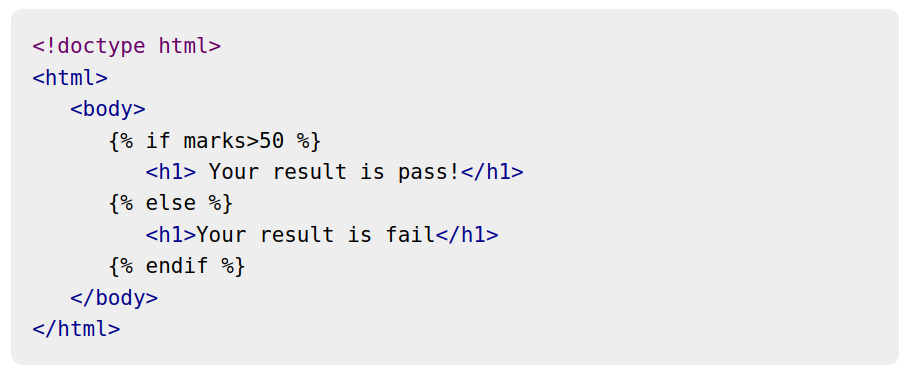 <!doctype html>
<html>
   <body>
      {% if marks>50 %}
         <h1> Your result is pass!</h1>
      {% else %}
         <h1>Your result is fail</h1>
      {% endif %}
   </body>
</html>